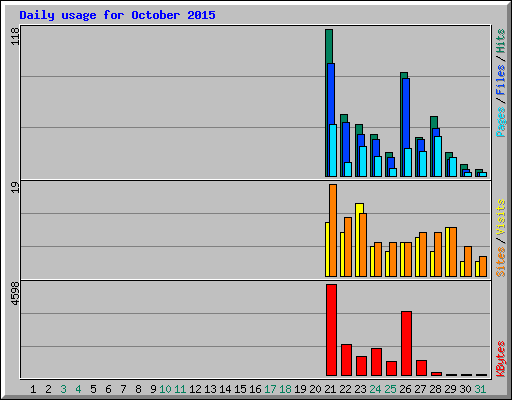 Daily usage for October 2015
118
Pages / Files / Hits
19
Sites / Visits
4598
KBytes
1 2 3 4 5 6 7 8 9 10 11 12 13 14 15 16 17 18 19 20 21 22 23 24 25 26 27 28 29 30 31